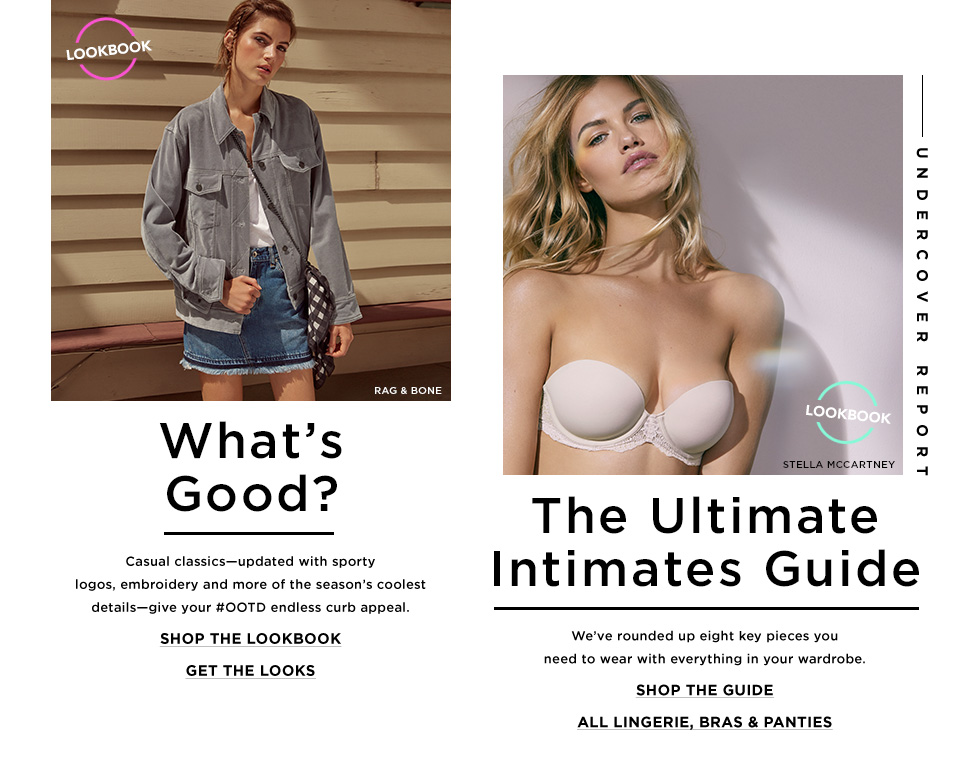 LOOKBOOK
RAG & BONE
What’s
Good?
Casual classics—updated with sporty
logos, embroidery and more of the season’s coolest
details—give your #OOTD endless curb appeal.
SHOP THE LOOKBOOK
GET THE LOOKS
UNDERCOVER REPORT
LOOKBOOK
STELLA MCCARTNEY
The Ultimate
Intimates Guide
We’ve rounded up eight key pieces you
need to wear with everything in your wardrobe.
SHOP THE GUIDE
ALL LINGERIE, BRAS & PANTIES